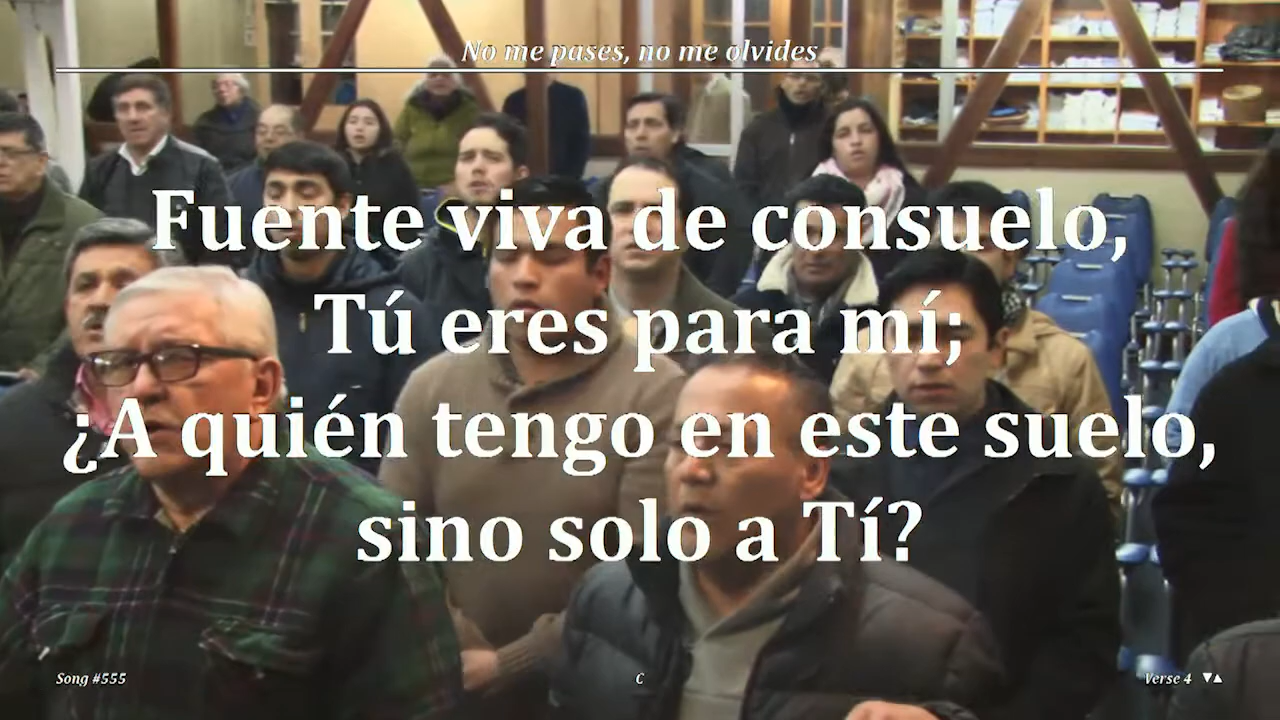 No me pases, no me olvides
Fuente viva de consuelo,
Tú eres para mí;
¿A quién tengo en este suelo,
sino solo a Tí?
Song #555
C
Verse 4 ▼▲